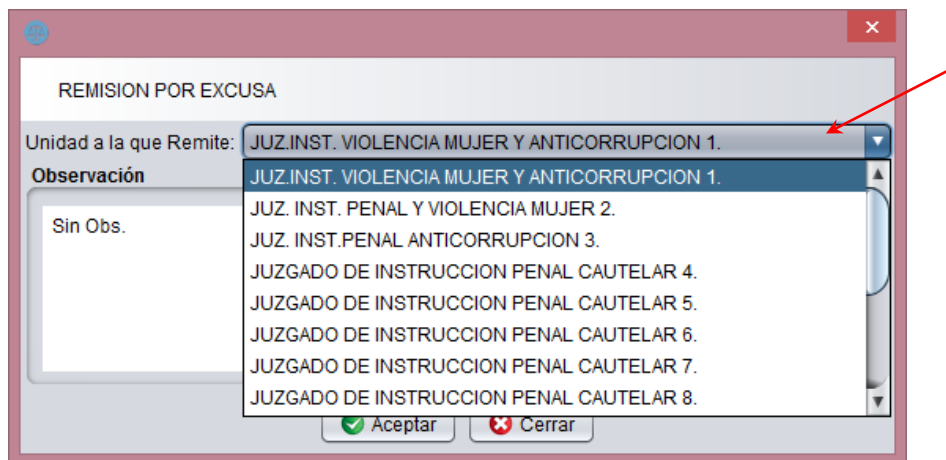 REMISION POR EXCUSA
Unidad a la que Remite: JUZ.INST. VIOLENCIA MUJER Y ANTICORRUPCION 1.
Observación
Sin Obs.
JUZ.INST. VIOLENCIA MUJER Y ANTICORRUPCION 1.
JUZ. INST. PENAL Y VIOLENCIA MUJER 2.
JUZ. INST.PENAL ANTICORRUPCION 3.
JUZGADO DE INSTRUCCION PENAL CAUTELAR 4.
JUZGADO DE INSTRUCCION PENAL CAUTELAR 5.
JUZGADO DE INSTRUCCION PENAL CAUTELAR 6.
JUZGADO DE INSTRUCCION PENAL CAUTELAR 7.
JUZGADO DE INSTRUCCION PENAL CAUTELAR 8.
Aceptar Cerrar